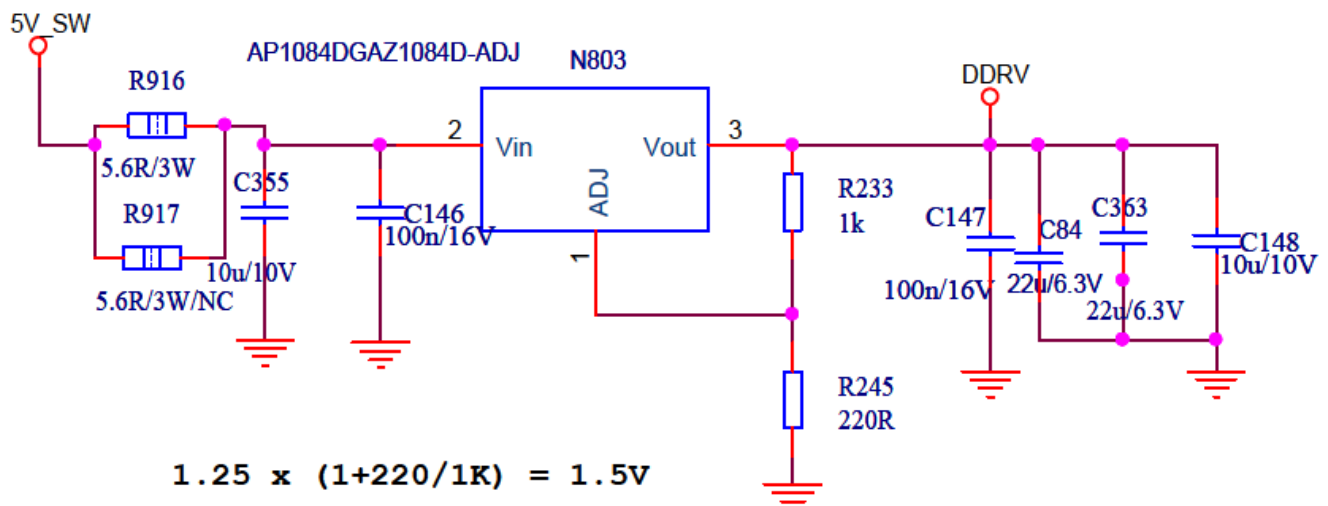 5V_SW
AP1084DGAZ1084D-ADJ
R916
N803
DDRV
2
Vin
Vout
3
5.6R/3W
C355
ADJ
R233
1k
R917
C146
100n/16V
C147
C84
C363
C148
10u/10V
1
10u/10V
5.6R/3W/NC
100n/16V
22u/6.3V
22u/6.3V
R245
220R
1.25 x (1+220/1K) = 1.5V